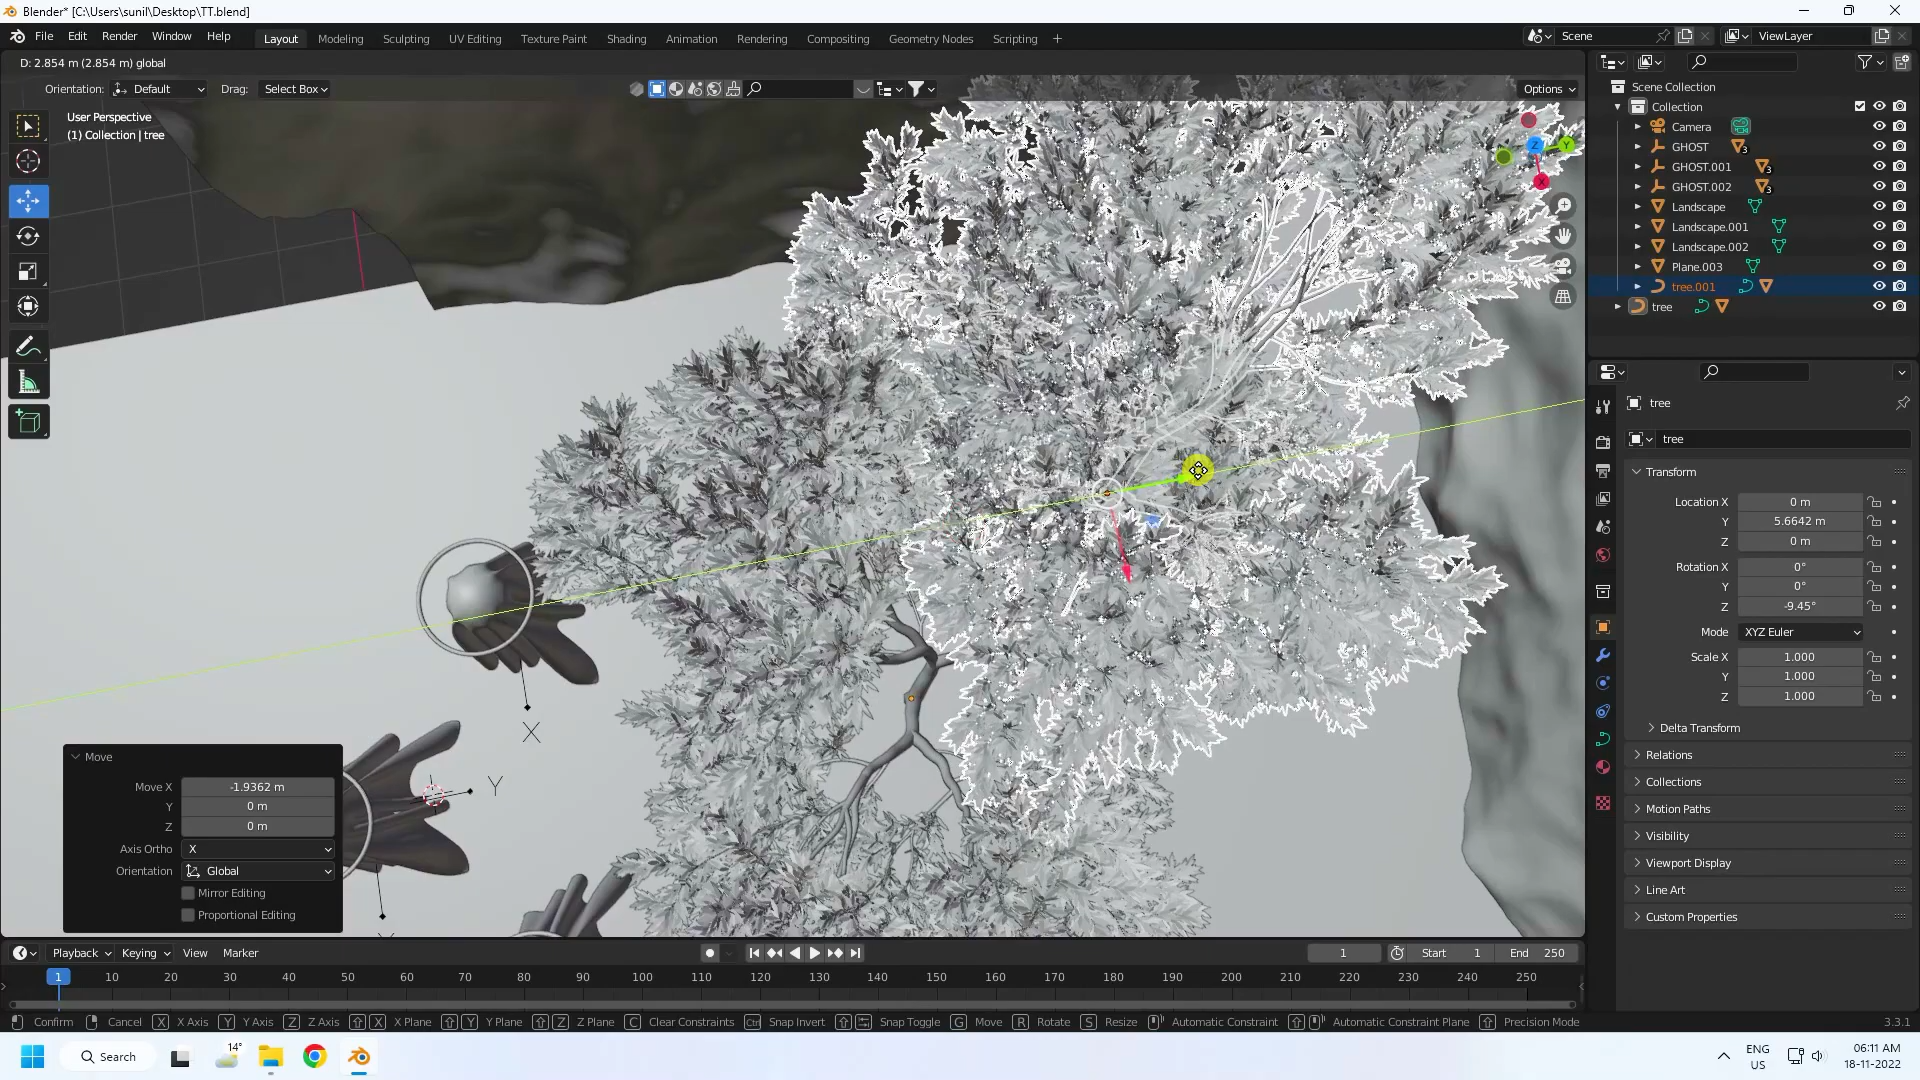 Blender* [C:\Users\sunil\Desktop\TT.blend]
File Edit Render Window Help Layout Modeling Sculpting UV Editing Texture Paint Shading Animation Rendering Compositing Geometry Nodes Scripting + Scene ViewLayer
D: 2.854 m (2.854 m) global
Orientation: Default Drag: Select Box Options
User Perspective
(1) Collection | tree
Z
Y
X
X
Y
Scene Collection
Collection
Camera
GHOST 3
GHOST.001 3
GHOST.002 3
Landscape
Landscape.001
Landscape.002
Plane.003
tree.001
tree
tree
tree
Transform
Location X 0 m
Y 5.6642 m
Z 0 m
Rotation X 0°
Y 0°
Z -9.45°
Mode XYZ Euler
Scale X 1.000
Y 1.000
Z 1.000
Delta Transform
Relations
Collections
Motion Paths
Visibility
Viewport Display
Line Art
Custom Properties
Move
Move X -1.9362 m
Y 0 m
Z 0 m
Axis Ortho X
Orientation Global
Mirror Editing
Proportional Editing
Playback Keying View Marker 1 Start 1 End 250
1 10 20 30 40 50 60 70 80 90 100 110 120 130 140 150 160 170 180 190 200 210 220 230 240 250
Confirm Cancel X X Axis Y Y Axis Z Z Axis X X Plane Y Y Plane Z Z Plane C Clear Constraints Ctrl Snap Invert Snap Toggle G Move R Rotate S Resize Automatic Constraint Automatic Constraint Plane Precision Mode 3.3.1
Search 14° ENG US 06:11 AM 18-11-2022